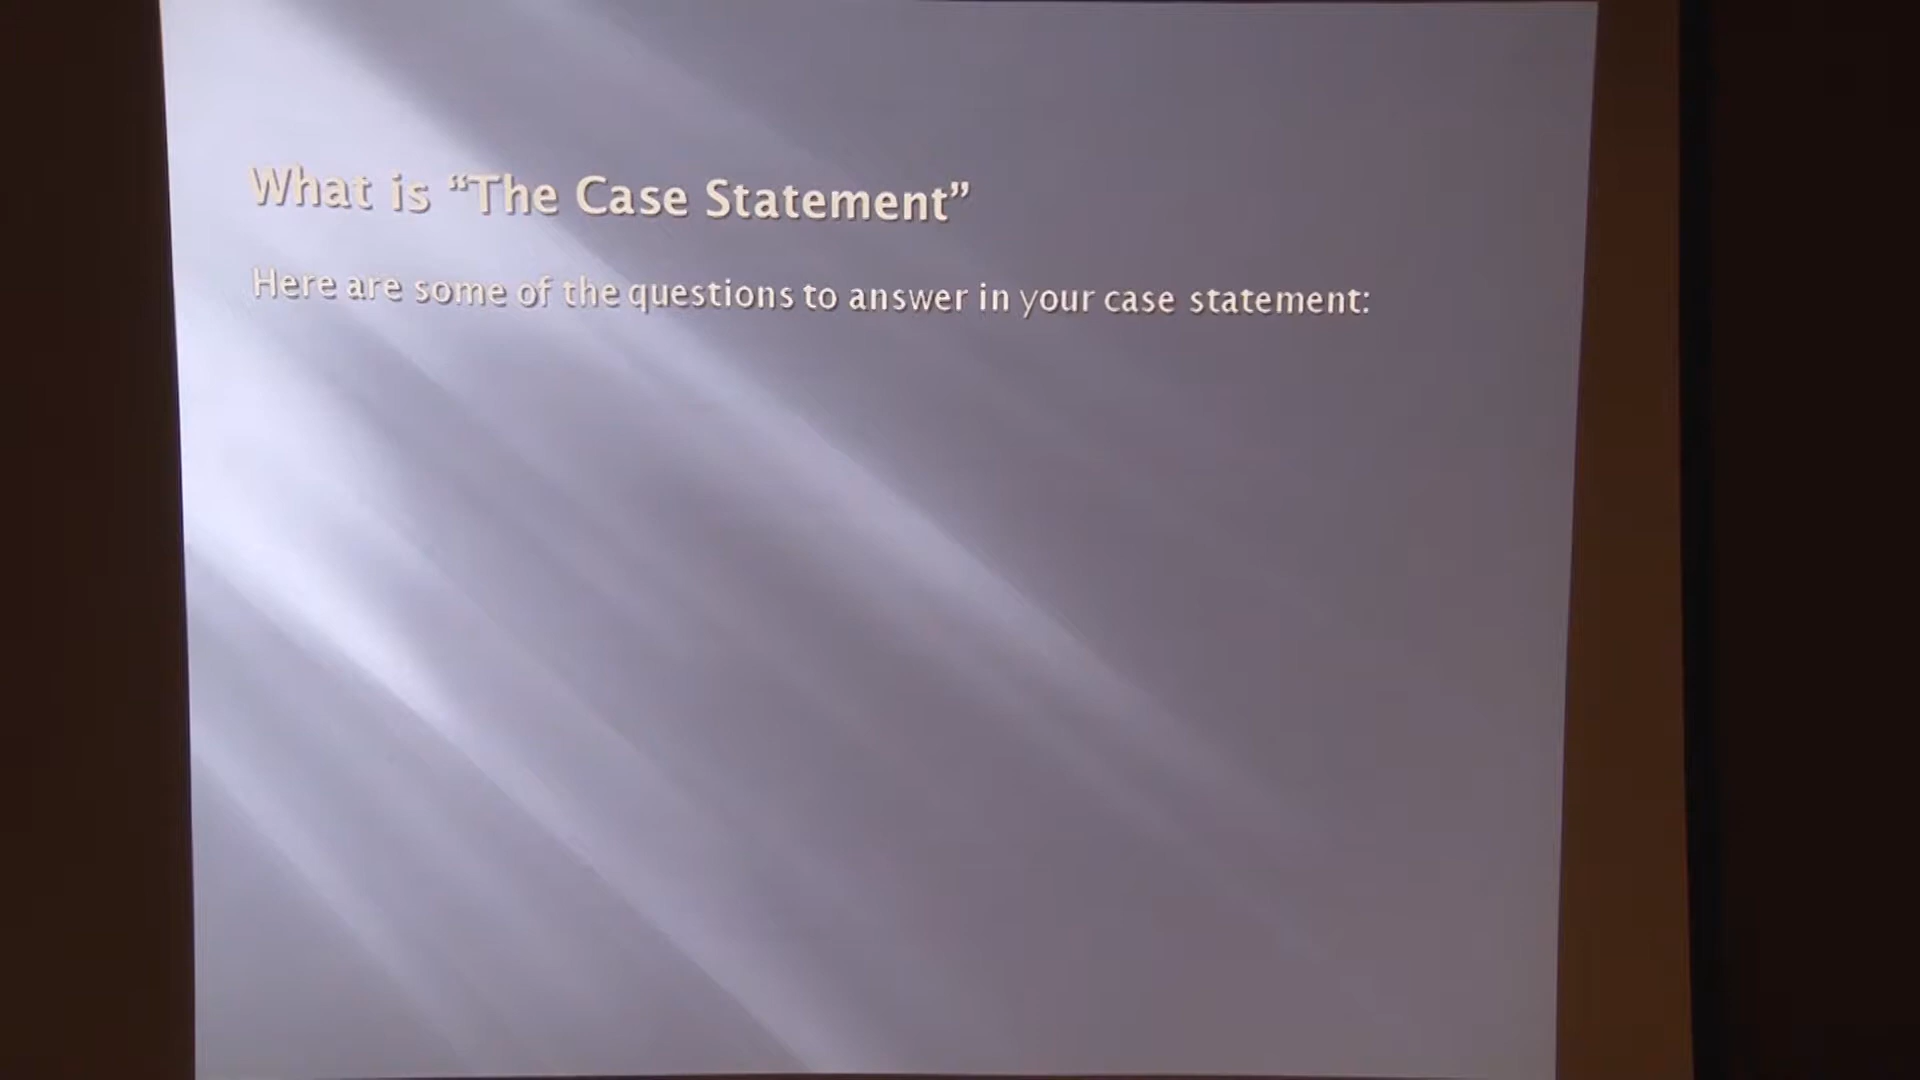 What is “The Case Statement”
Here are some of the questions to answer in your case statement: